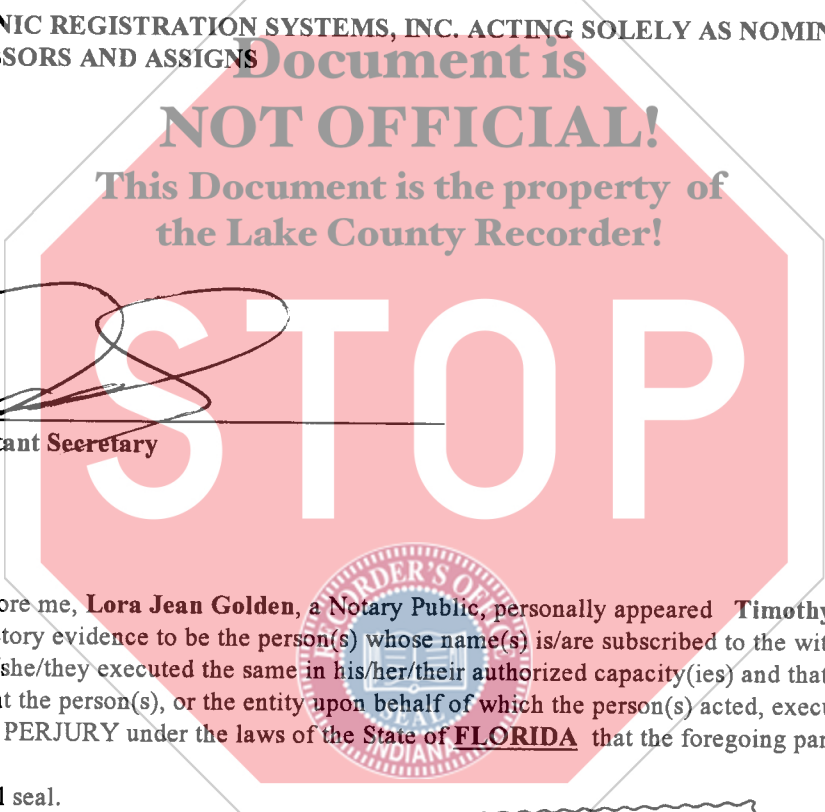 NIC REGISTRATION SYSTEMS, INC. ACTING SOLELY AS NOMIN
SSORS AND ASSIGNS
Document is
NOT OFFICIAL!
This Document is the property of
the Lake County Recorder!
STOP
ant Secretary
ore me, Lora Jean Golden, a Notary Public, personally appeared Timothy
tory evidence to be the person(s) whose name(s) is/are subscribed to the wit
/she/they executed the same in his/her/their authorized capacity(ies) and that
at the person(s), or the entity upon behalf of which the person(s) acted, execu
PERJURY under the laws of the State of FLORIDA that the foregoing par
l seal.
RECORDER'S OF
SEAL
INDIANA